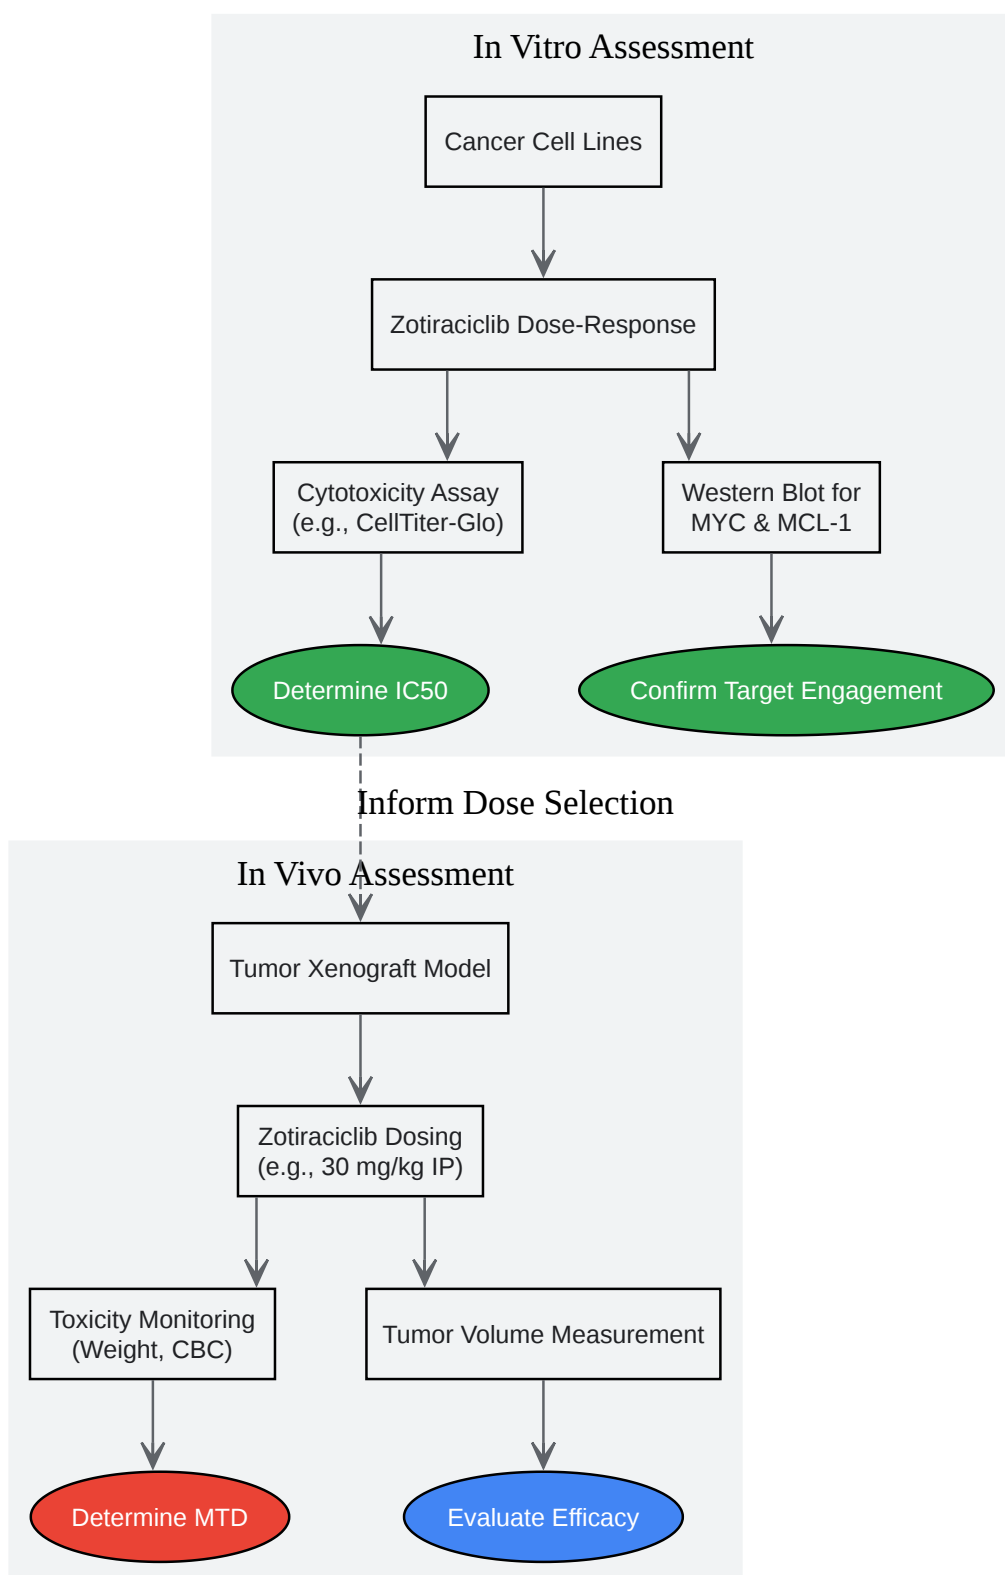 In Vitro Assessment
Cancer Cell Lines
Zotiraciclib Dose-Response
Cytotoxicity Assay
(e.g., CellTiter-Glo)
Western Blot for
MYC & MCL-1
Determine IC50
Confirm Target Engagement
Inform Dose Selection
In Vivo Assessment
Tumor Xenograft Model
Zotiraciclib Dosing
(e.g., 30 mg/kg IP)
Toxicity Monitoring
(Weight, CBC)
Tumor Volume Measurement
Determine MTD
Evaluate Efficacy